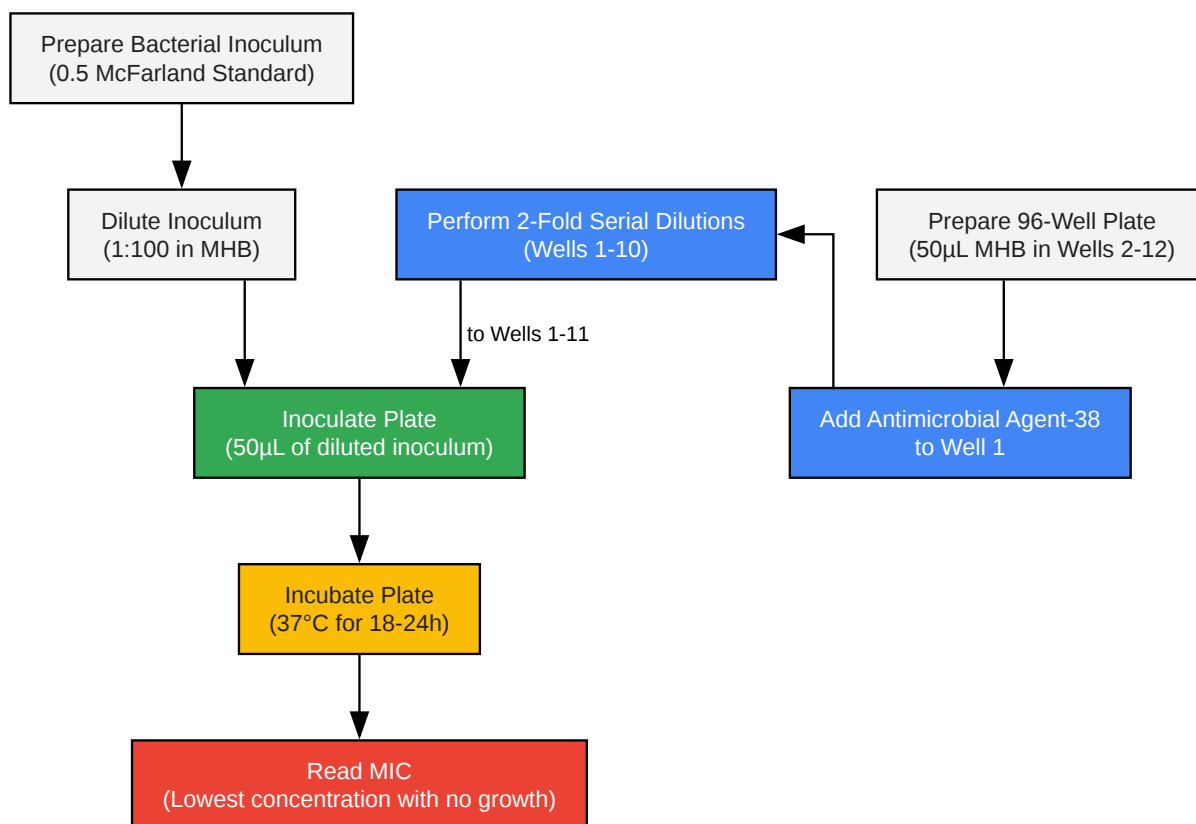 Prepare Bacterial Inoculum
(0.5 McFarland Standard)
Dilute Inoculum
(1:100 in MHB)
Perform 2-Fold Serial Dilutions
(Wells 1-10)
Prepare 96-Well Plate
(50µL MHB in Wells 2-12)
to Wells 1-11
Inoculate Plate
(50µL of diluted inoculum)
Add Antimicrobial Agent-38
to Well 1
Incubate Plate
(37°C for 18-24h)
Read MIC
(Lowest concentration with no growth)